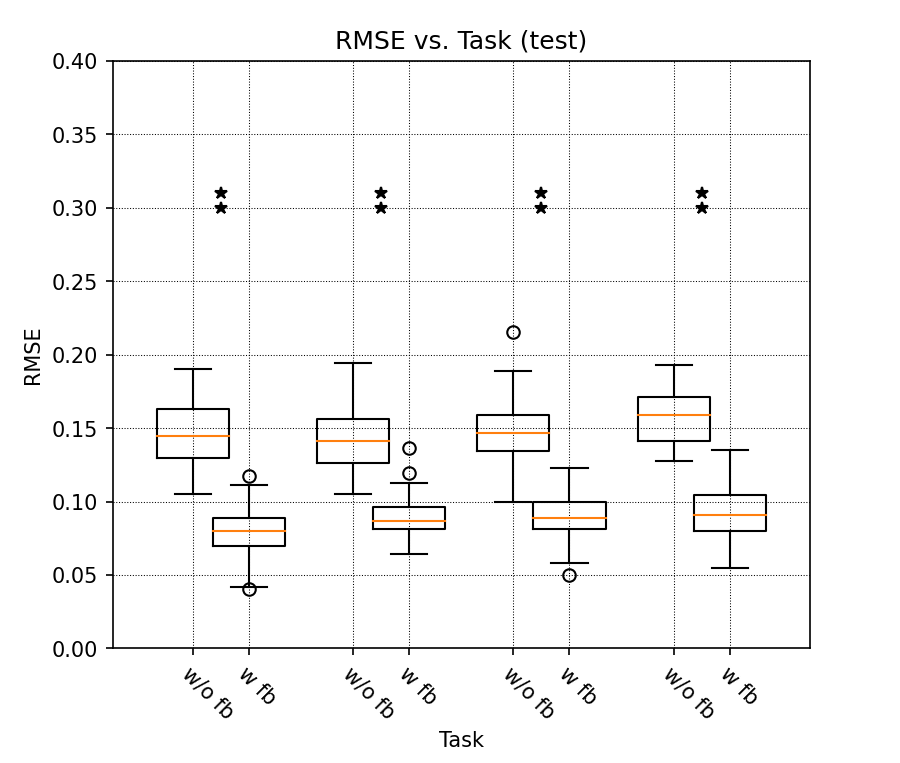 RMSE vs. Task (test)
0.40
0.35
0.30
0.25
0.20
0.15
0.10
0.05
0.00
RMSE
w/o fb
w fb
w/o fb
w fb
w/o fb
w fb
w/o fb
w fb
Task